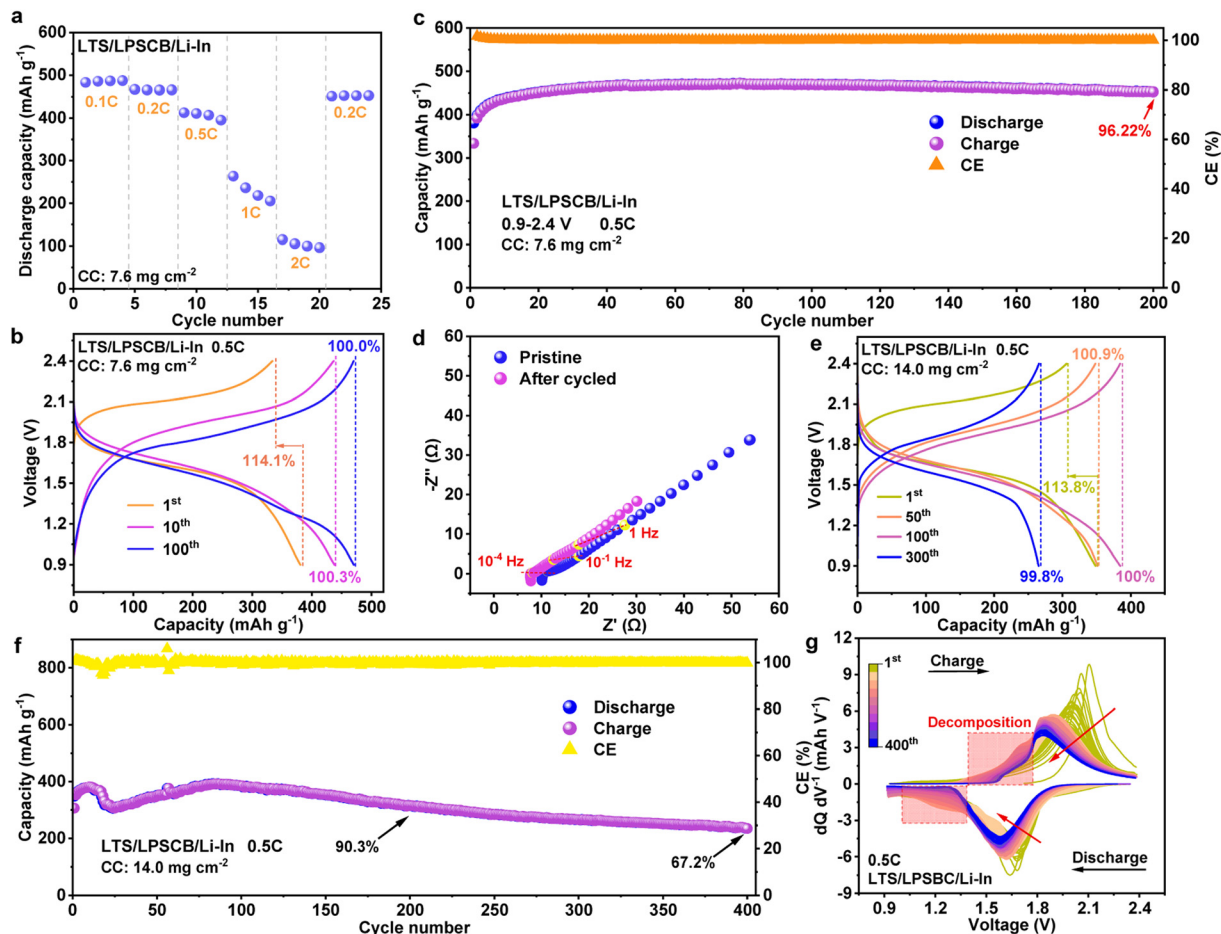 a
LTS/LPSCB/Li-In
0.1C
0.2C
0.5C
1C
2C
0.2C
CC: 7.6 mg cm⁻²
Discharge capacity (mAh g⁻¹)
600
500
400
300
200
100
0
0 5 10 15 20 25
Cycle number
c
600
500
400
300
200
100
0
Capacity (mAh g⁻¹)
Discharge
Charge
CE
96.22%
LTS/LPSCB/Li-In
0.9-2.4 V 0.5C
CC: 7.6 mg cm⁻²
100
80
60
40
20
0
CE (%)
0 20 40 60 80 100 120 140 160 180 200
Cycle number
b
LTS/LPSCB/Li-In 0.5C
CC: 7.6 mg cm⁻²
100.0%
114.1%
1st
10th
100th
100.3%
2.4
2.1
1.8
1.5
1.2
0.9
Voltage (V)
0 100 200 300 400 500
Capacity (mAh g⁻¹)
d
-60
-50
-40
-30
-20
-10
0
10
-Z'' (Ω)
Pristine
After cycled
10⁻⁴ Hz
1 Hz
10⁻¹ Hz
0 10 20 30 40 50 60
Z' (Ω)
e
LTS/LPSCB/Li-In 0.5C
CC: 14.0 mg cm⁻²
100.9%
113.8%
1st
50th
100th
300th
99.8%
100%
2.4
2.1
1.8
1.5
1.2
0.9
Voltage (V)
0 100 200 300 400
Capacity (mAh g⁻¹)
f
800
600
400
200
0
Capacity (mAh g⁻¹)
Discharge
Charge
CE
LTS/LPSCB/Li-In 0.5C
CC: 14.0 mg cm⁻²
90.3%
67.2%
100
80
60
40
20
0
CE (%)
0 50 100 150 200 250 300 350 400
Cycle number
g
12
9
6
3
0
-3
-6
-9
dQ dV⁻¹ (mAh V⁻¹)
1st
400th
Charge
Decomposition
Discharge
0.5C
LTS/LPSBC/Li-In
0.9 1.2 1.5 1.8 2.1 2.4
Voltage (V)